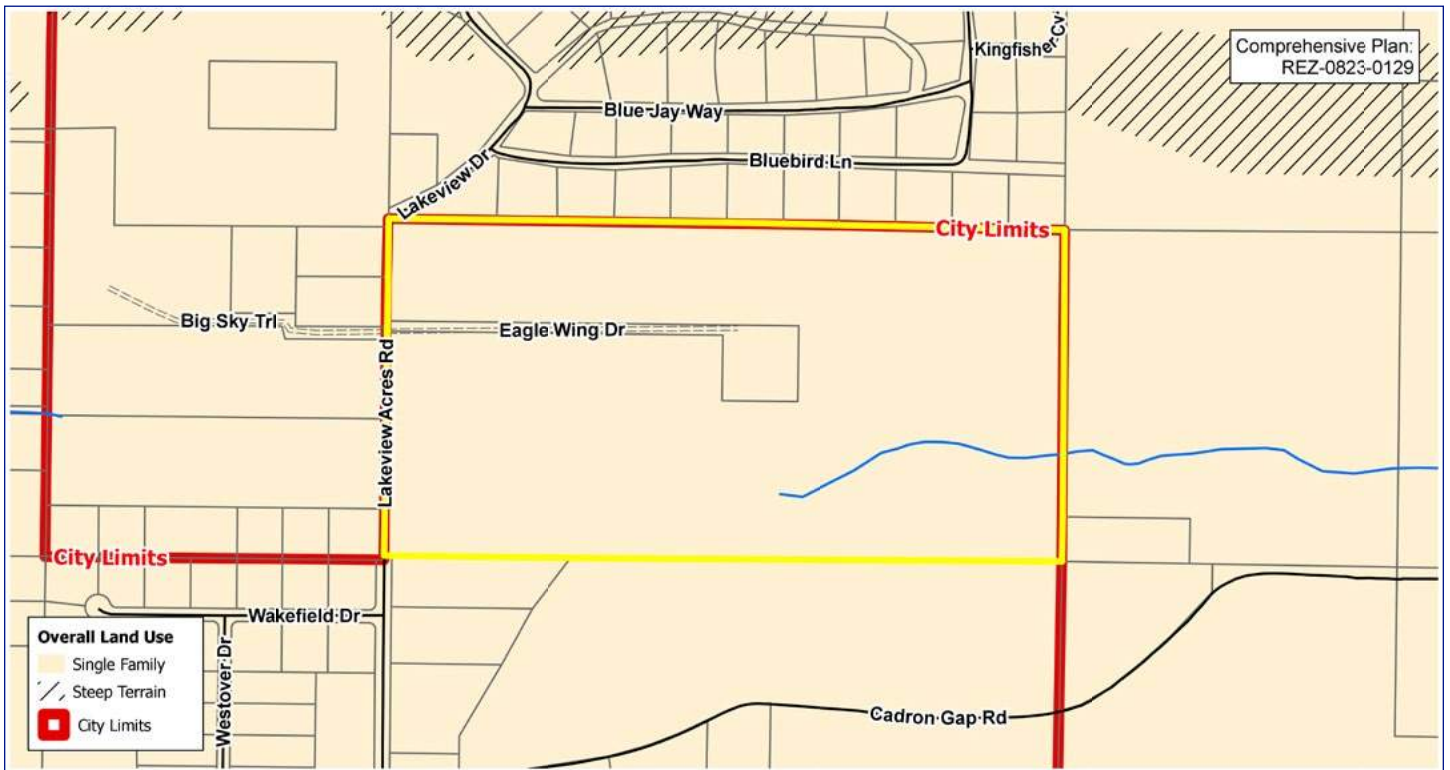 Kingfisher Cv
Comprehensive Plan:
REZ-0823-0129
Blue Jay Way
Bluebird Ln
Lakeview Dr
City Limits
Big Sky Trl
Eagle Wing Dr
Lakeview Acres Rd
City Limits
Wakefield Dr
Westover Dr
Cadron Gap Rd
Overall Land Use
Single Family
Steep Terrain
City Limits